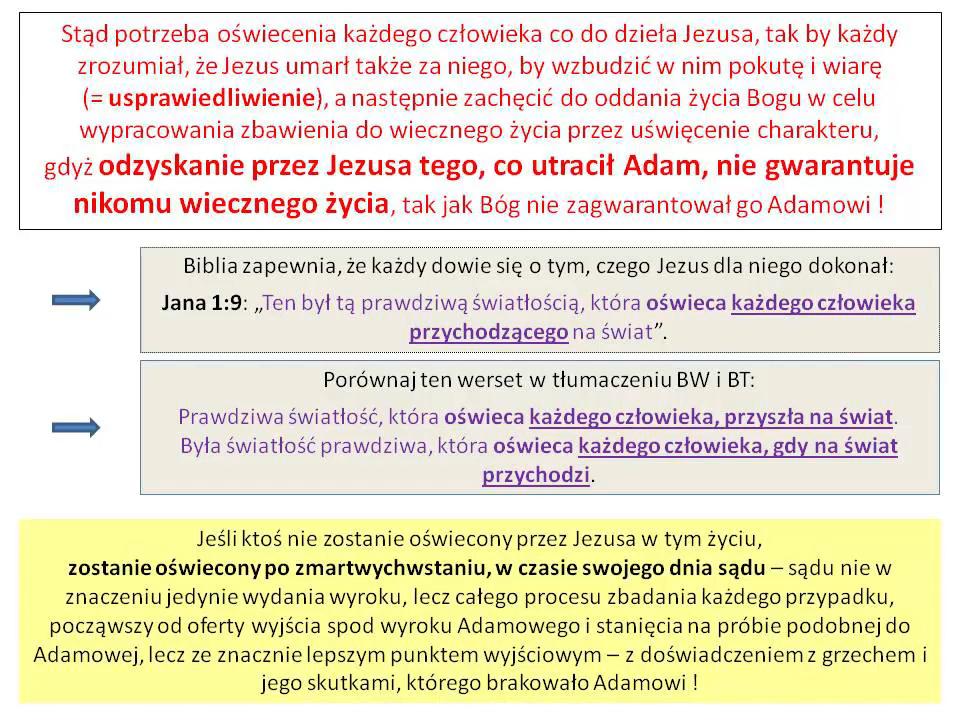 Stąd potrzeba oświecenia każdego człowieka co do dzieła Jezusa, tak by każdy
zrozumiał, że Jezus umarł także za niego, by wzbudzić w nim pokutę i wiarę
(= usprawiedliwienie), a następnie zachęcić do oddania życia Bogu w celu
wypracowania zbawienia do wiecznego życia przez uświęcenie charakteru,
gdyż odzyskanie przez Jezusa tego, co utracił Adam, nie gwarantuje
nikomu wiecznego życia, tak jak Bóg nie zagwarantował go Adamowi !
Biblia zapewnia, że każdy dowie się o tym, czego Jezus dla niego dokonał:
Jana 1:9: „Ten był tą prawdziwą światłością, która oświeca każdego człowieka
przychodzącego na świat”.
Porównaj ten werset w tłumaczeniu BW i BT:
Prawdziwa światłość, która oświeca każdego człowieka, przyszła na świat.
Była światłość prawdziwa, która oświeca każdego człowieka, gdy na świat
przychodzi.
Jeśli ktoś nie zostanie oświecony przez Jezusa w tym życiu,
zostanie oświecony po zmartwychwstaniu, w czasie swojego dnia sądu – sądu nie w
znaczeniu jedynie wydania wyroku, lecz całego procesu zbadania każdego przypadku,
począwszy od oferty wyjścia spod wyroku Adamowego i stanięcia na próbie podobnej do
Adamowej, lecz ze znacznie lepszym punktem wyjściowym – z doświadczeniem z grzechem i
jego skutkami, którego brakowało Adamowi !